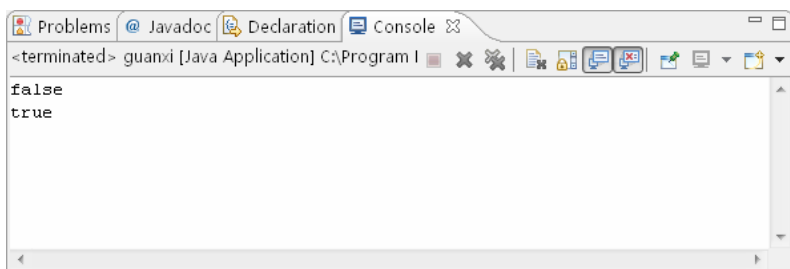 Problems @ Javadoc Declaration Console
<terminated> guanxi [Java Application] C:\Program
false
true